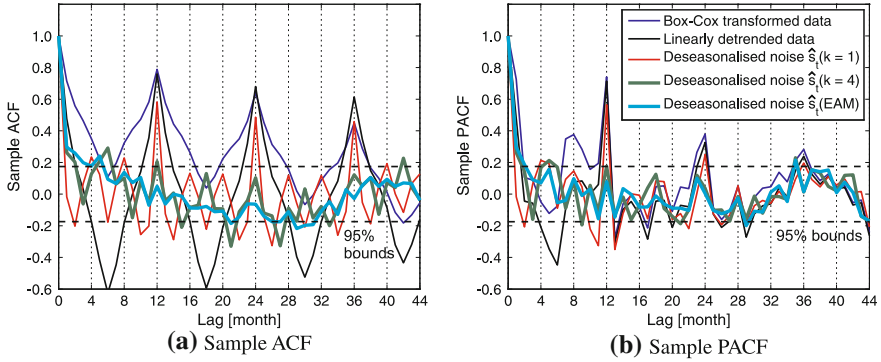 Sample ACF
1.0
0.8
0.6
0.4
0.2
0.0
-0.2
-0.4
-0.6
95%
bounds
0 4 8 12 16 20 24 28 32 36 40 44
Lag [month]
(a) Sample ACF
Sample PACF
1.0
0.8
0.6
0.4
0.2
0.0
-0.2
-0.4
-0.6
Box-Cox transformed data
Linearly detrended data
Deseasonalised noise ŝt(k = 1)
Deseasonalised noise ŝt(k = 4)
Deseasonalised noise ŝt(EAM)
95% bounds
0 4 8 12 16 20 24 28 32 36 40 44
Lag [month]
(b) Sample PACF